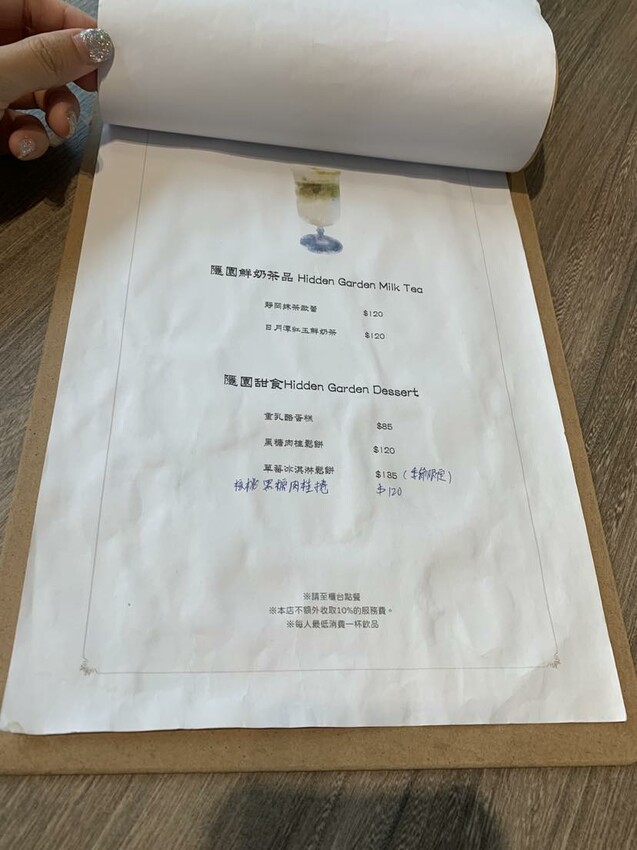 隱園鮮奶茶品 Hidden Garden Milk Tea
靜岡抹茶歐蕾 $120
日月潭紅玉鮮奶茶 $120
隱園甜食Hidden Garden Dessert
重乳酪蛋糕 $85
黑糖肉桂鬆餅 $120
草莓冰淇淋鬆餅 $135 (季節限定)
核桃黑糖肉桂捲 $120
※請至櫃台點餐
※本店不額外收取10%的服務費。
※每人最低消費一杯飲品